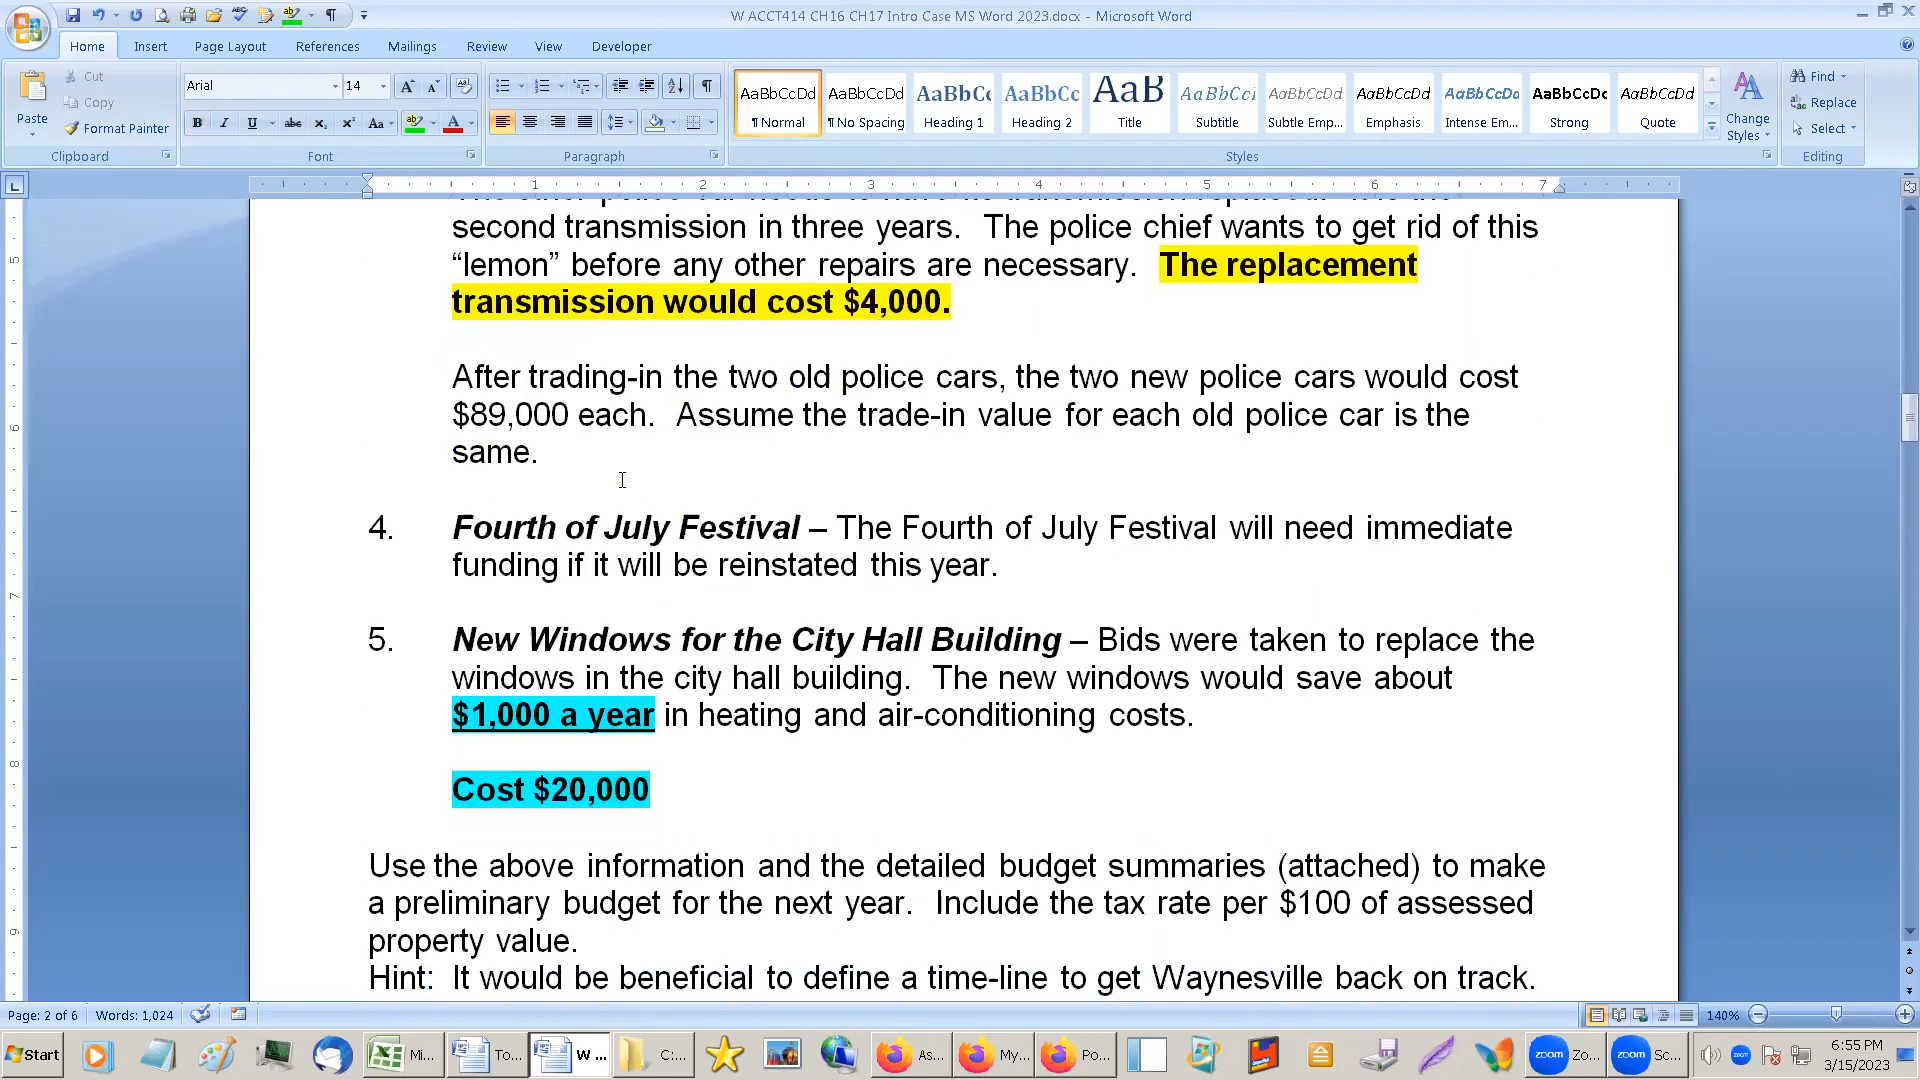 W ACCT414 CH16 CH17 Intro Case MS Word 2023.docx - Microsoft Word
Home Insert Page Layout References Mailings Review View Developer
Paste
Cut
Copy
Format Painter
Clipboard
Arial 14
Font
Paragraph
AaBbCcDd AaBbCcDd AaBbCc AaBbCc AaB AaBbCcI AaBbCcDd AaBbCcDd AaBbCcDd AaBbCcDc AaBbCcDd
¶ Normal ¶ No Spacing Heading 1 Heading 2 Title Subtitle Subtle Emp... Emphasis Intense Em... Strong Quote
Change Styles
Styles
Find
Replace
Select
Editing
1 2 3 4 5 6 7
second transmission in three years. The police chief wants to get rid of this
“lemon” before any other repairs are necessary. The replacement
transmission would cost $4,000.
After trading-in the two old police cars, the two new police cars would cost
$89,000 each. Assume the trade-in value for each old police car is the
same.
4. Fourth of July Festival – The Fourth of July Festival will need immediate
funding if it will be reinstated this year.
5. New Windows for the City Hall Building – Bids were taken to replace the
windows in the city hall building. The new windows would save about
$1,000 a year in heating and air-conditioning costs.
Cost $20,000
Use the above information and the detailed budget summaries (attached) to make
a preliminary budget for the next year. Include the tax rate per $100 of assessed
property value.
Hint: It would be beneficial to define a time-line to get Waynesville back on track.
Page: 2 of 6 Words: 1,024 140%
Start Mi... To... W ... C:... As... My... Po... zoom Zo... zoom Sc... zoom 6:55 PM
3/15/2023